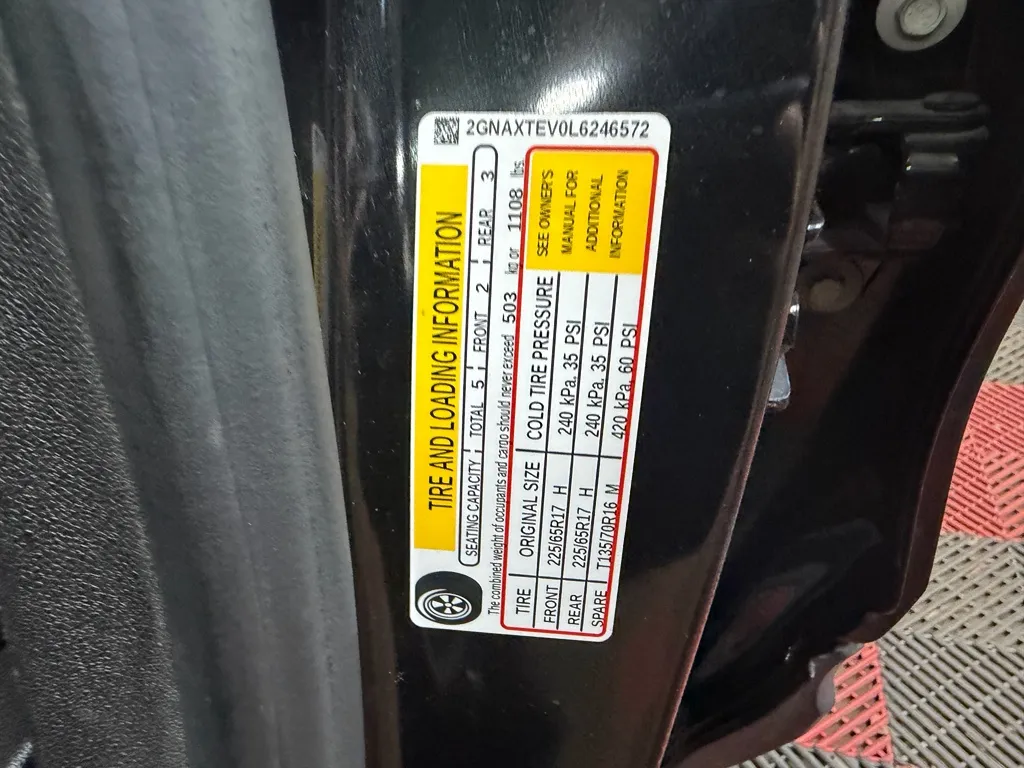 2GNAXTEV0L6246572
TIRE AND LOADING INFORMATION
SEATING CAPACITY TOTAL 5 FRONT 2 REAR 3
The combined weight of occupants and cargo should never exceed 503 kg or 1108 lbs.
TIRE ORIGINAL SIZE COLD TIRE PRESSURE
FRONT 225/65R17 H 240 kPa, 35 PSI
REAR 225/65R17 H 240 kPa, 35 PSI
SPARE T135/70R16 M 420 kPa, 60 PSI
SEE OWNER'S
MANUAL FOR
ADDITIONAL
INFORMATION